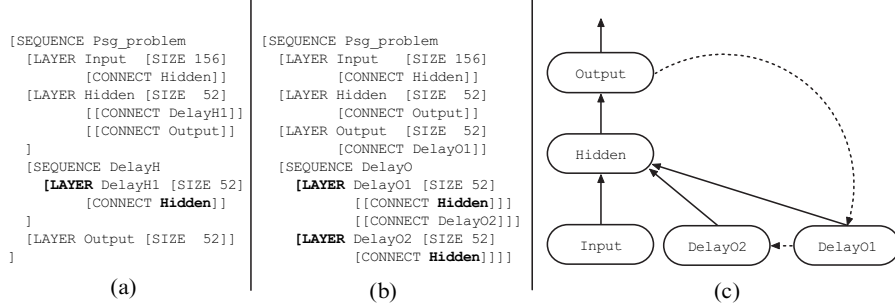 [SEQUENCE Psg_problem
[LAYER Input [SIZE 156]
[CONNECT Hidden]]
[LAYER Hidden [SIZE 52]
[[CONNECT DelayH1]]
[[CONNECT Output]]
]
[SEQUENCE DelayH
[LAYER DelayH1 [SIZE 52]
[CONNECT Hidden]]
]
[LAYER Output [SIZE 52]]
]
(a)
[SEQUENCE Psg_problem
[LAYER Input [SIZE 156]
[CONNECT Hidden]]
[LAYER Hidden [SIZE 52]
[CONNECT Output]]
[LAYER Output [SIZE 52]
[CONNECT DelayO1]]
[SEQUENCE DelayO
[LAYER DelayO1 [SIZE 52]
[[CONNECT Hidden]]]
[[CONNECT DelayO2]]]
[LAYER DelayO2 [SIZE 52]
[CONNECT Hidden]]]]
(b)
Output
Hidden
Input
DelayO2
DelayO1
(c)